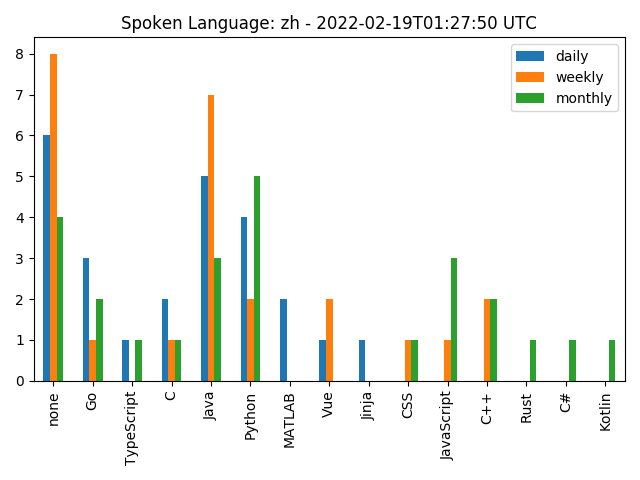 Spoken Language: zh - 2022-02-19T01:27:50 UTC
daily
weekly
monthly
8
7
6
5
4
3
2
1
0
none
Go
TypeScript
C
Java
Python
MATLAB
Vue
Jinja
CSS
JavaScript
C++
Rust
C#
Kotlin